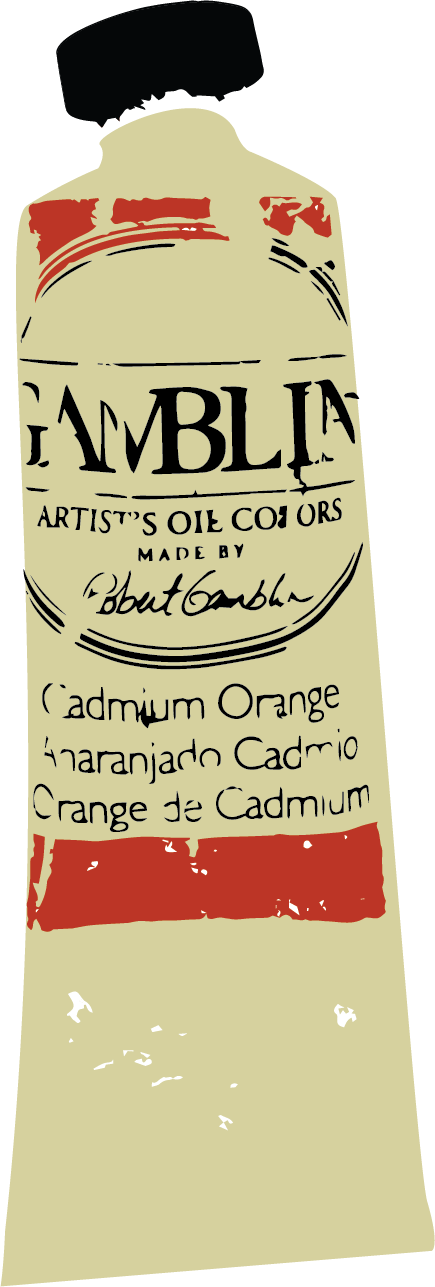 GAMBLIN
ARTIST'S OIL COLORS
MADE BY
Robert Gamblin
Cadmium Orange
Anaranjado Cadmio
Orange de Cadmium